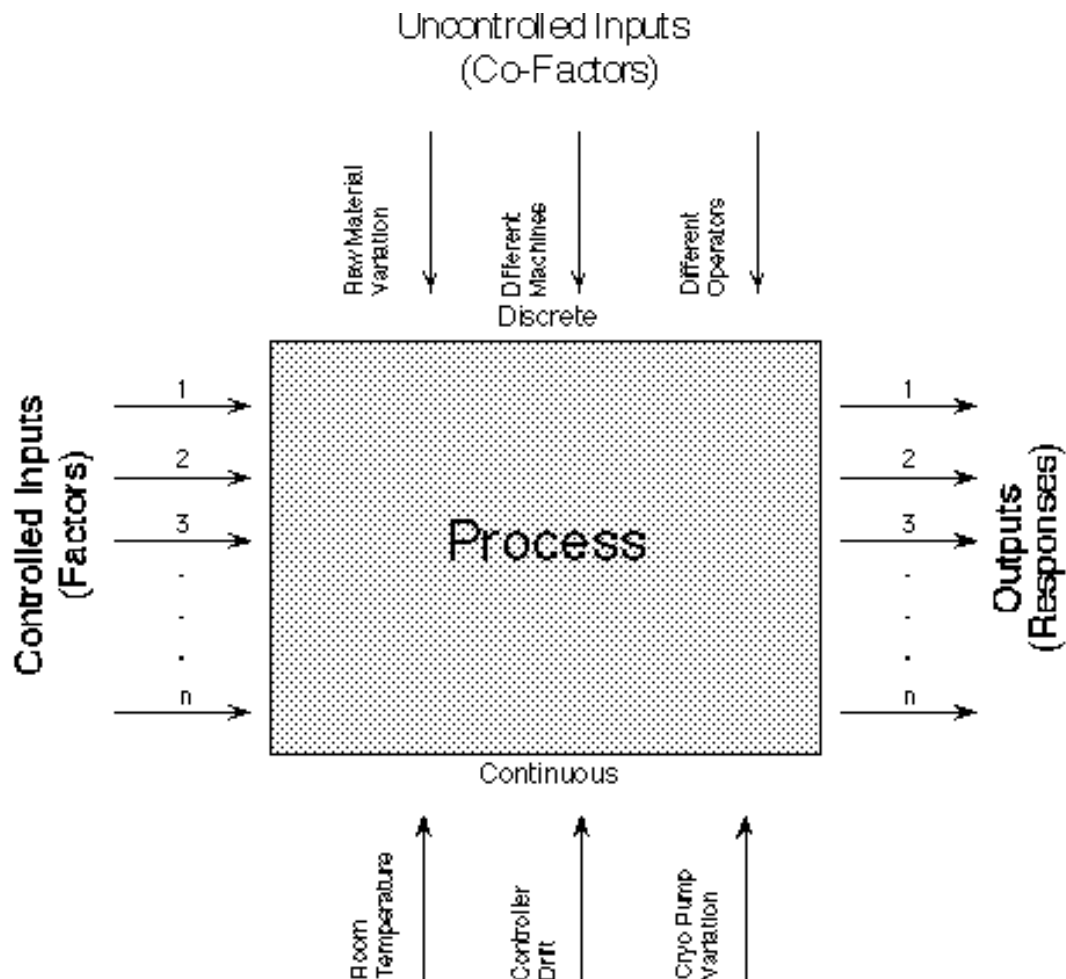 Uncontrolled Inputs
(Co-Factors)
Raw Material
Variation
Different
Machines
Different
Operators
Discrete
Controlled Inputs
(Factors)
1
2
3
.
.
.
n
Process
1
2
3
.
.
.
n
Outputs
(Responses)
Continuous
Room
Temperature
Controller
Drift
Cryo Pump
Variation